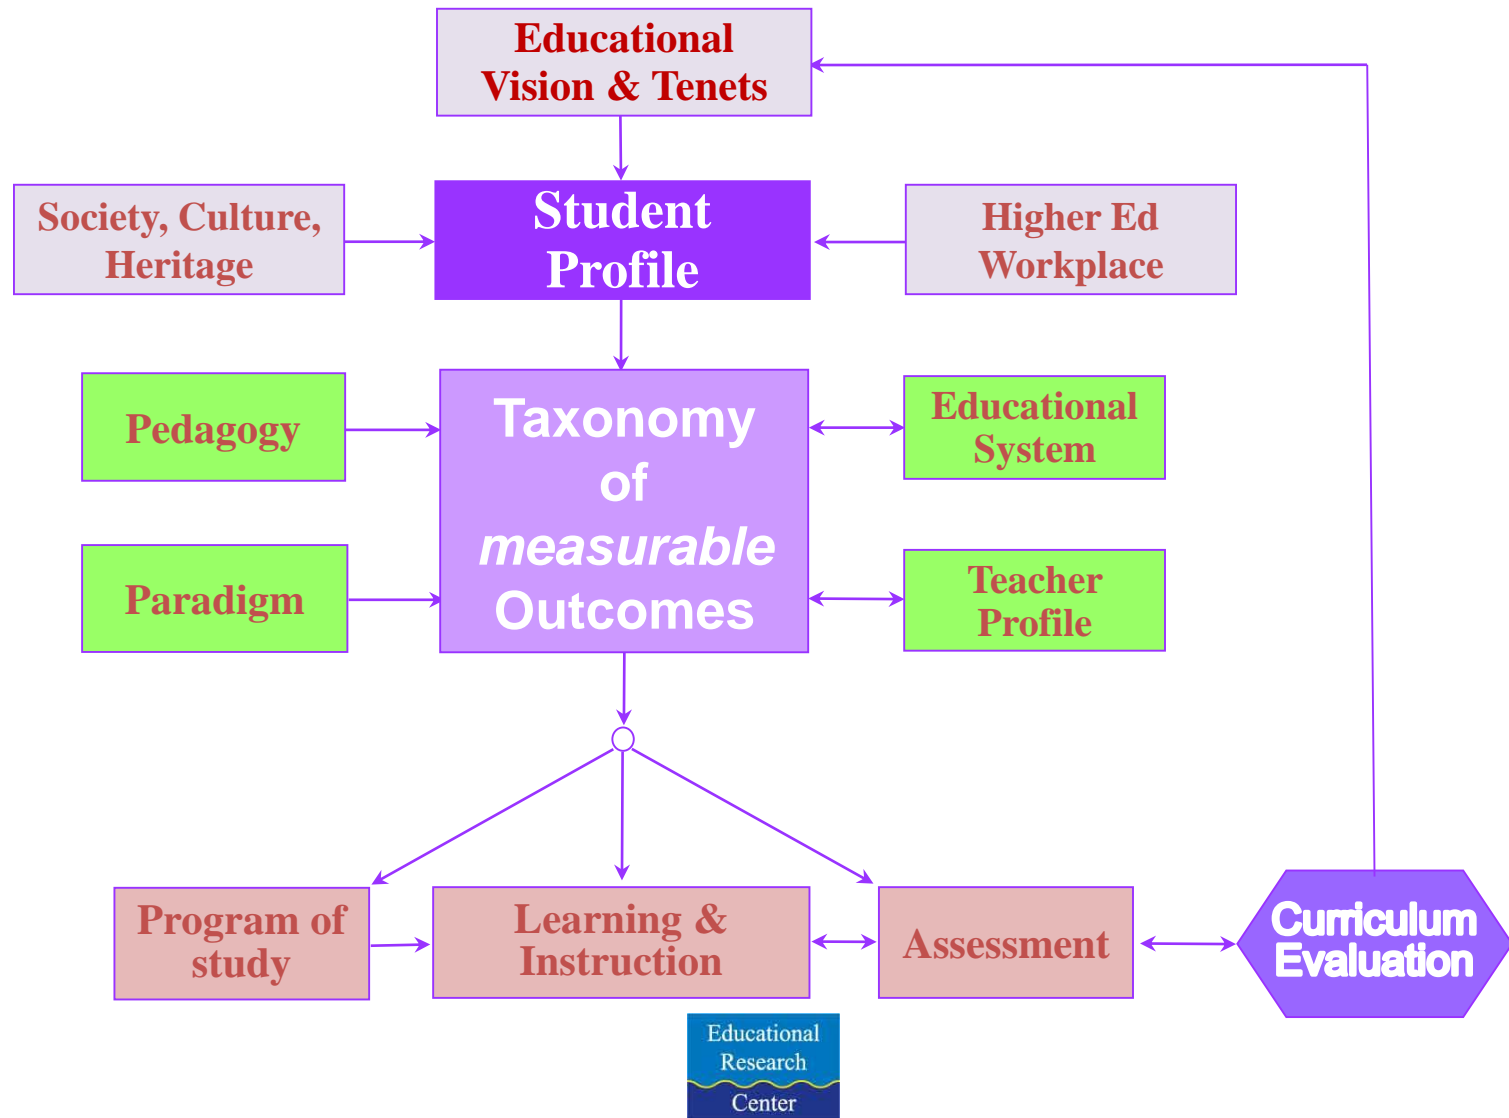 Educational
Vision & Tenets
Society, Culture,
Heritage
Student
Profile
Higher Ed
Workplace
Pedagogy
Taxonomy
of
measurable
Outcomes
Educational
System
Paradigm
Teacher
Profile
Program of
study
Learning &
Instruction
Assessment
Curriculum
Evaluation
Educational
Research
Center